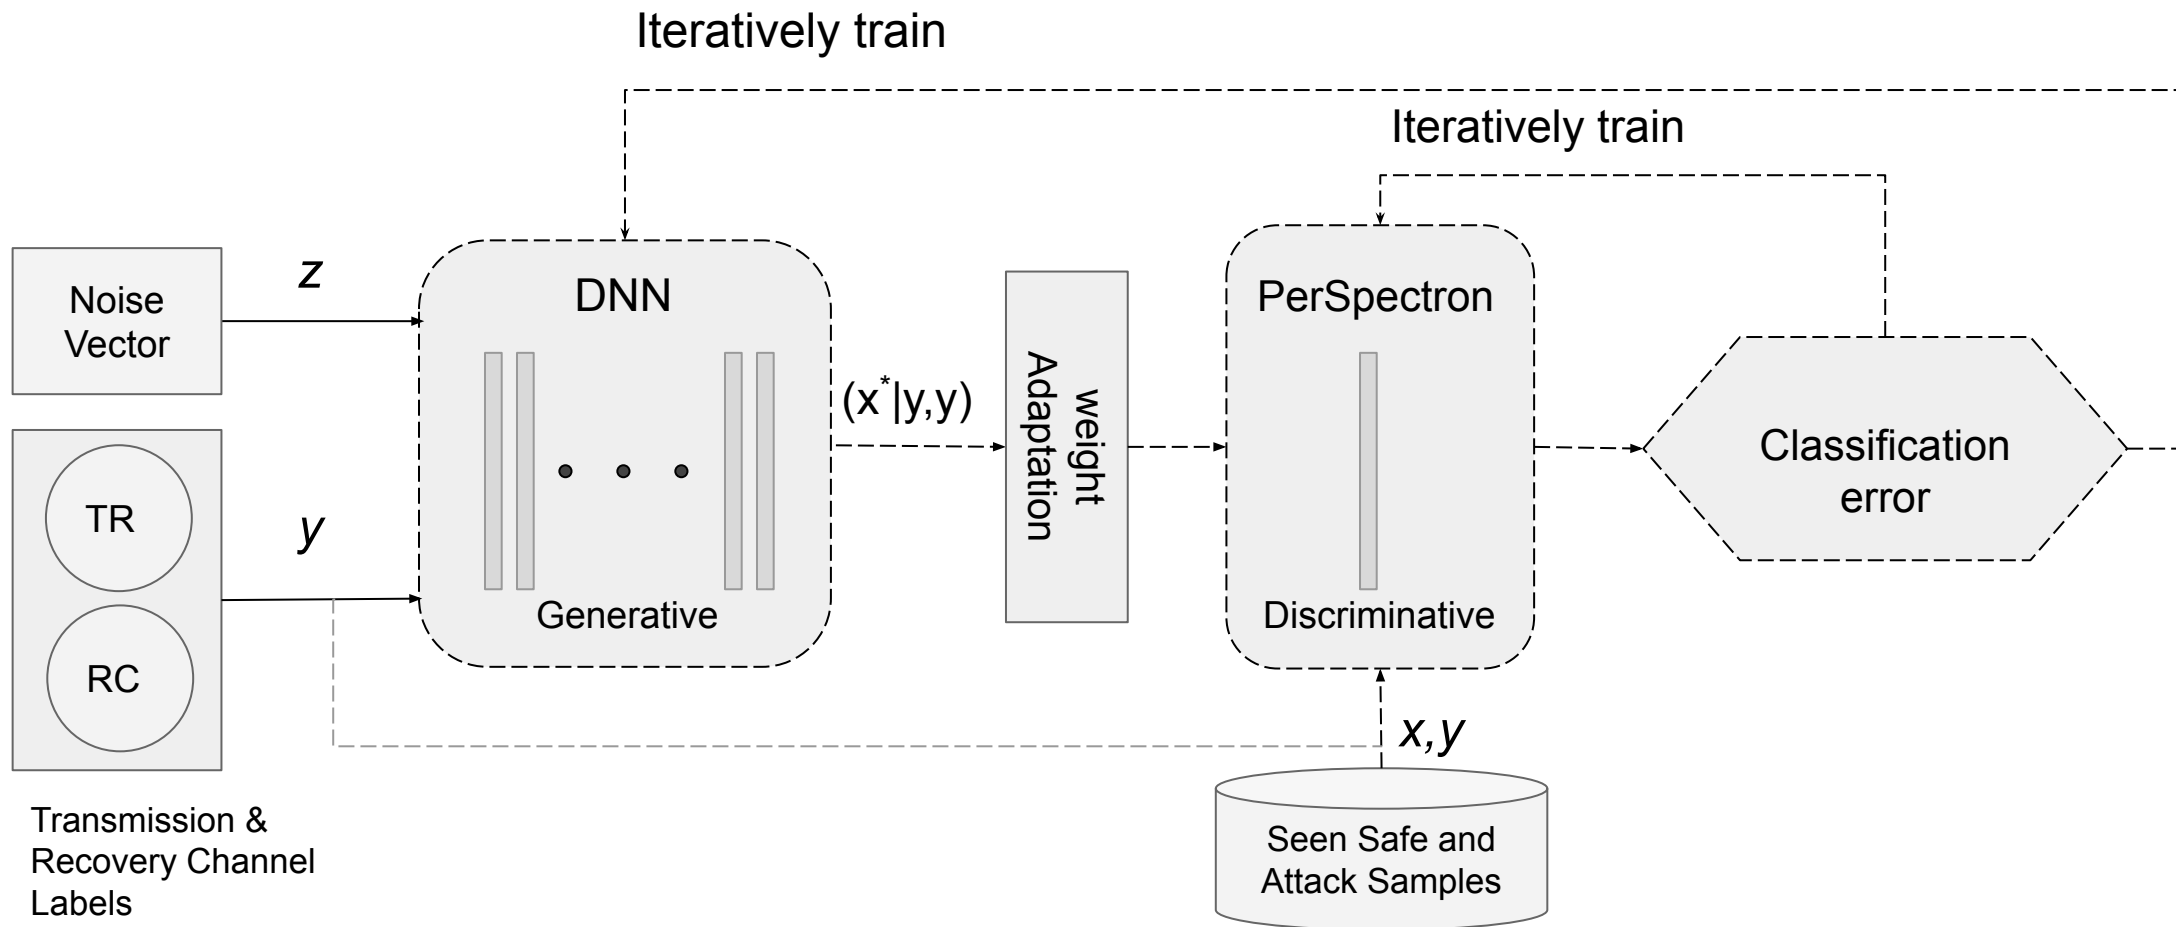 Iteratively train
Iteratively train
Noise
Vector
z
DNN
Generative
TR
RC
y
Transmission &
Recovery Channel
Labels
(x*|y,y)
weight
Adaptation
PerSpectron
Discriminative
x,y
Seen Safe and
Attack Samples
Classification
error